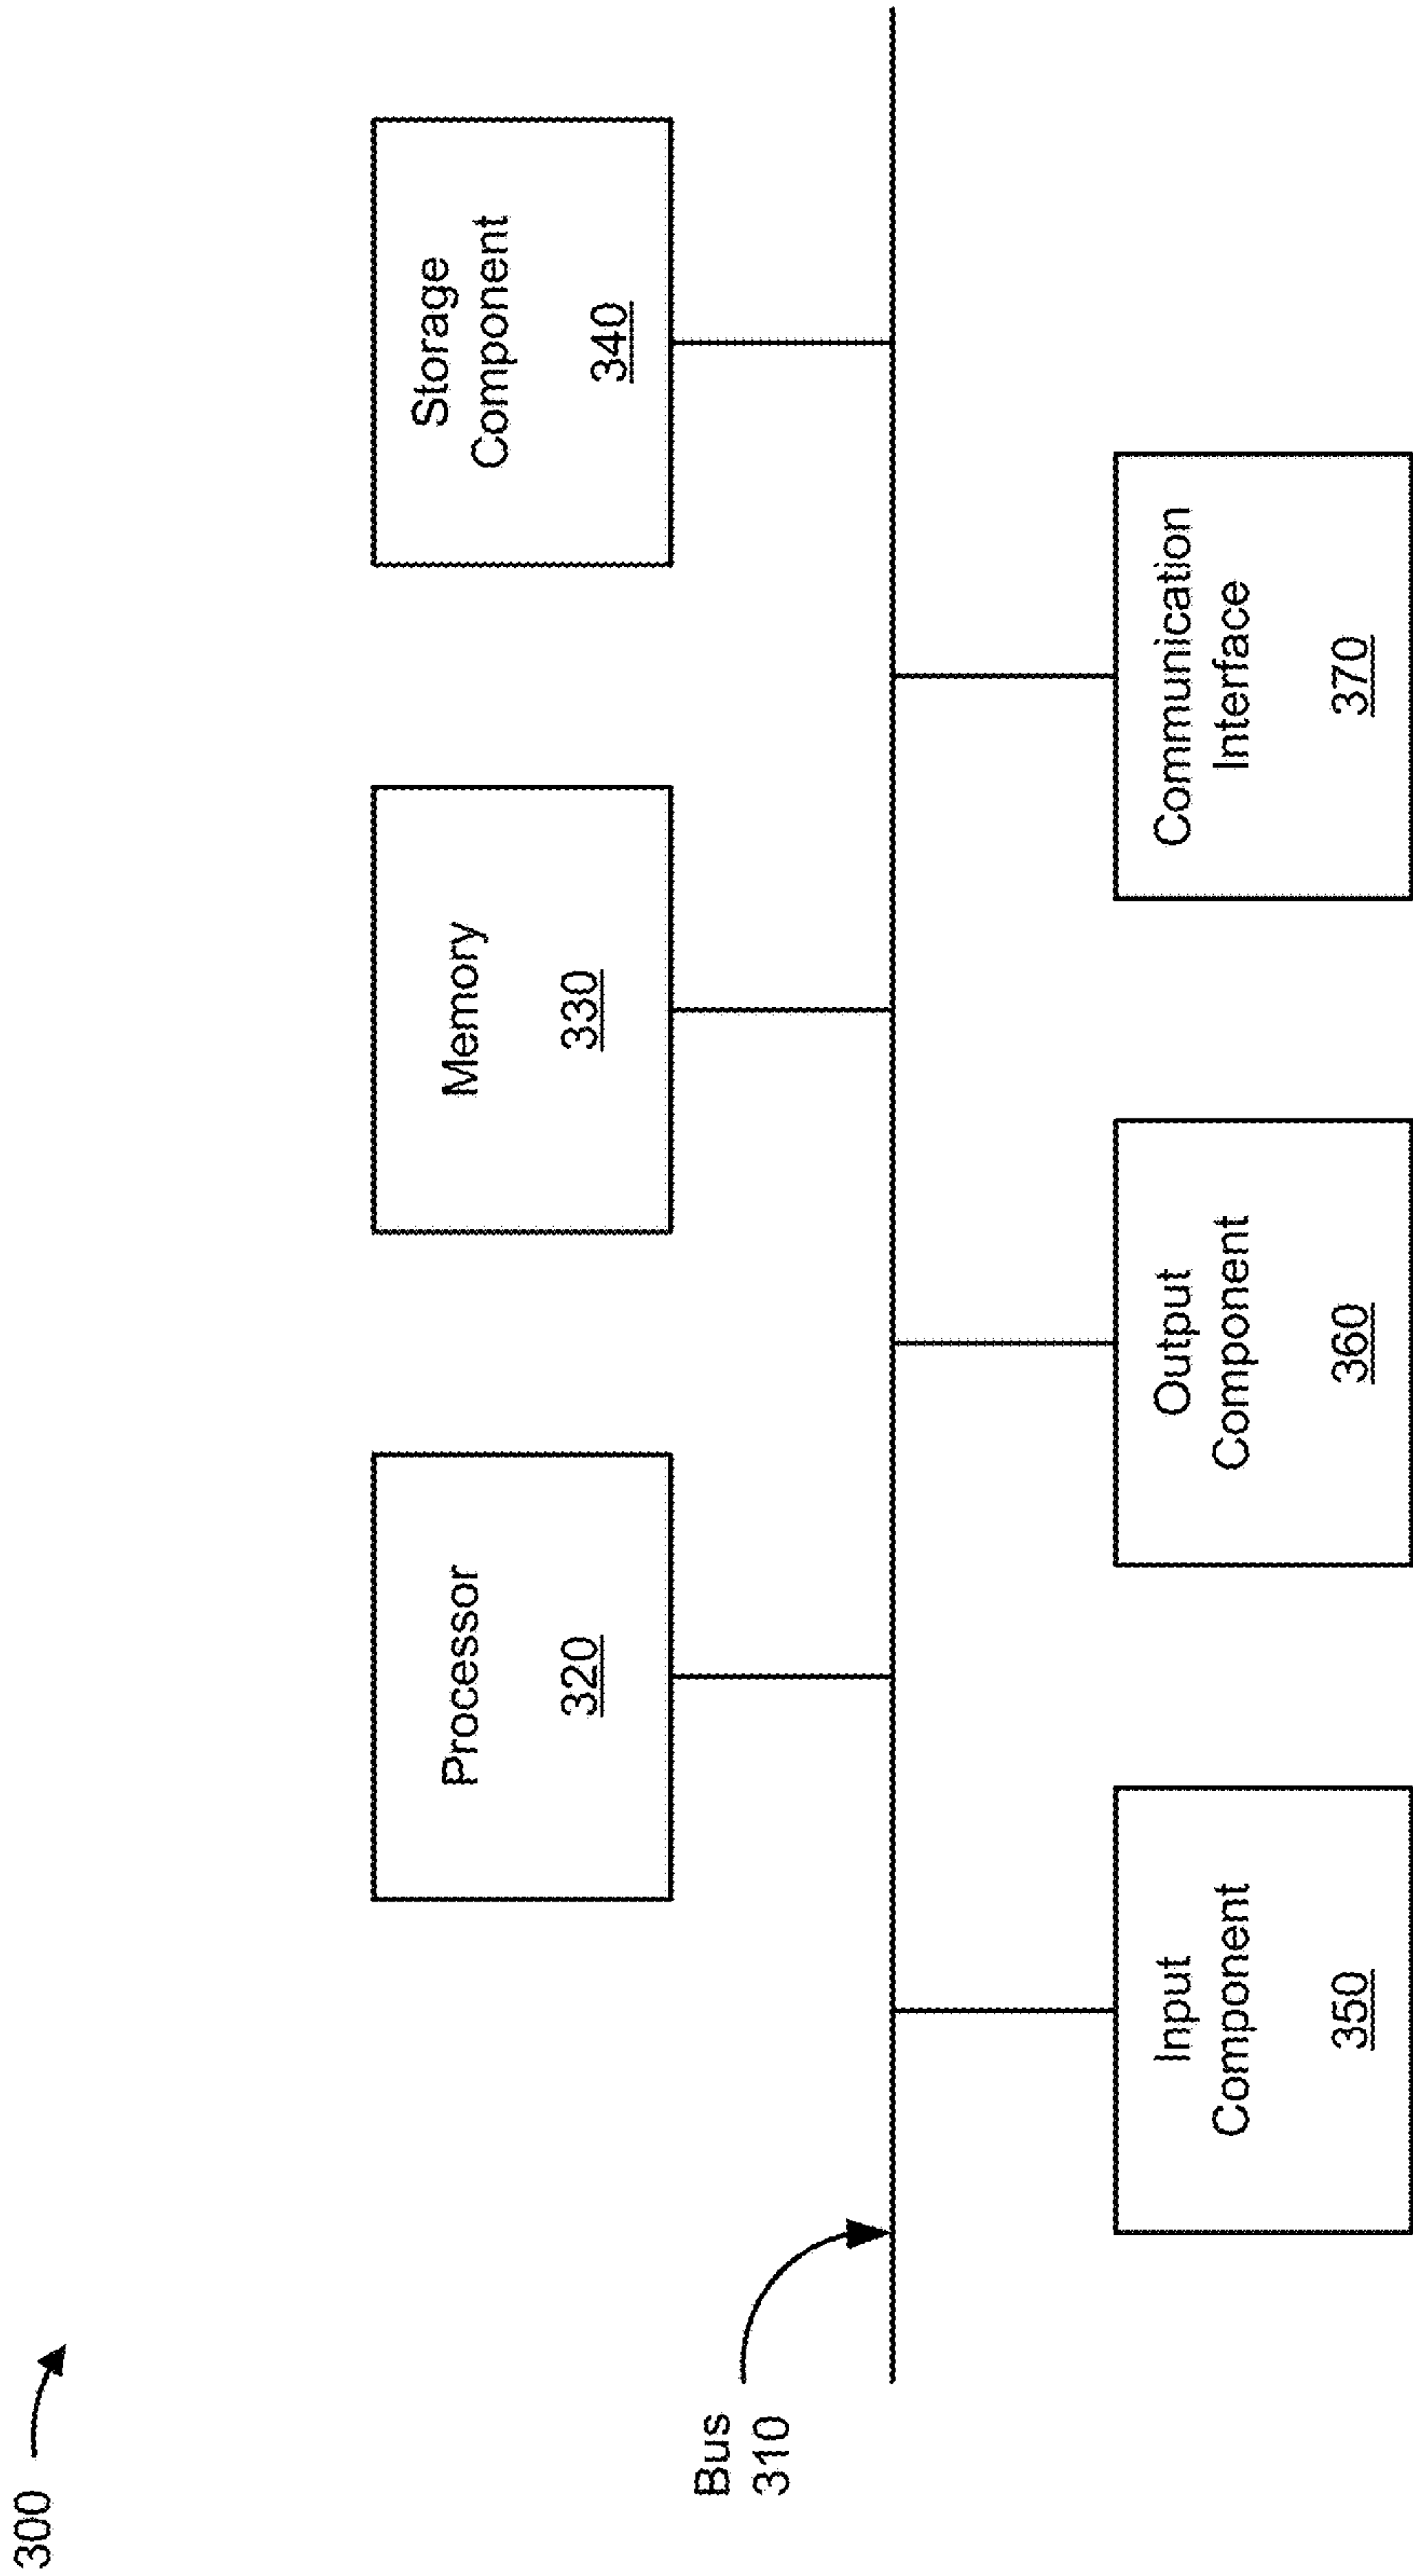 300
Bus
310
Processor
320
Memory
330
Storage
Component
340
Input
Component
350
Output
Component
360
Communication
Interface
370